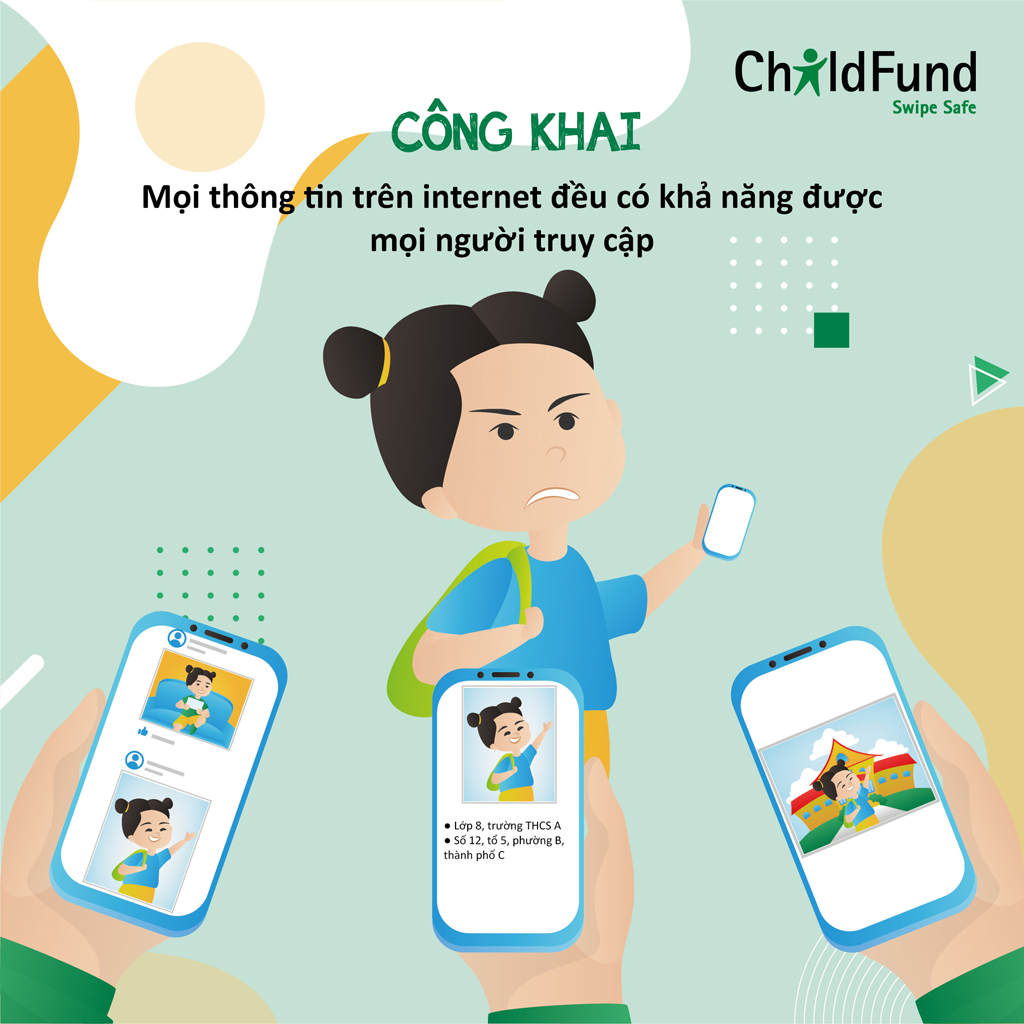 ChildFund
Swipe Safe
CÔNG KHAI
Mọi thông tin trên internet đều có khả năng được
mọi người truy cập
● Lớp 8, trường THCS A
● Số 12, tổ 5, phường B,
thành phố C